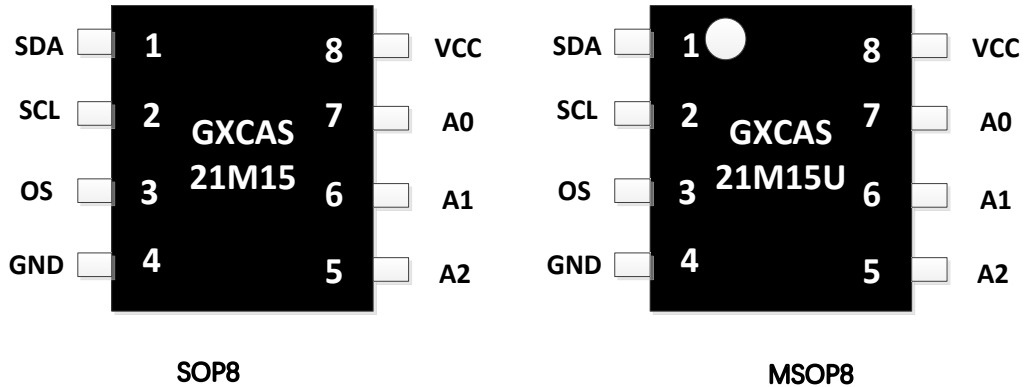 SDA 1 8 VCC
SCL 2 7 A0
GXCAS
21M15
OS 3 6 A1
GND 4 5 A2
SOP8
SDA 1 8 VCC
SCL 2 7 A0
GXCAS
21M15U
OS 3 6 A1
GND 4 5 A2
MSOP8